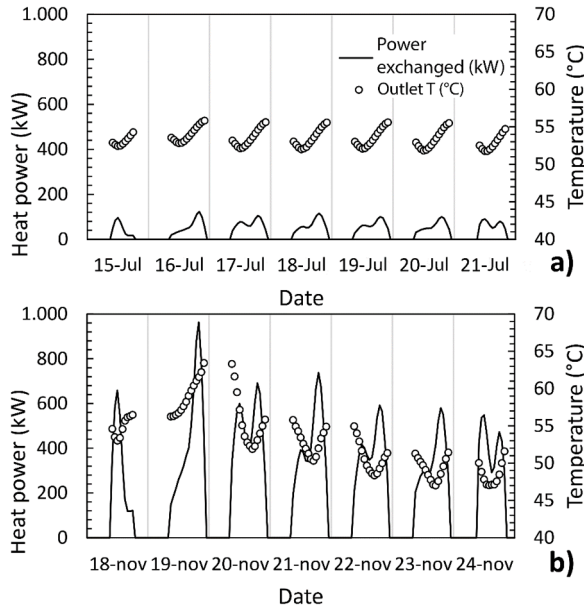 1.000
800
600
400
200
0
Heat power (kW)
Power
exchanged (kW)
Outlet T (°C)
70
65
60
55
50
45
40
Temperature (°C)
15-Jul 16-Jul 17-Jul 18-Jul 19-Jul 20-Jul 21-Jul
Date
a)
1.000
800
600
400
200
0
Heat power (kW)
70
65
60
55
50
45
40
Temperature (°C)
18-nov 19-nov 20-nov 21-nov 22-nov 23-nov 24-nov
Date
b)